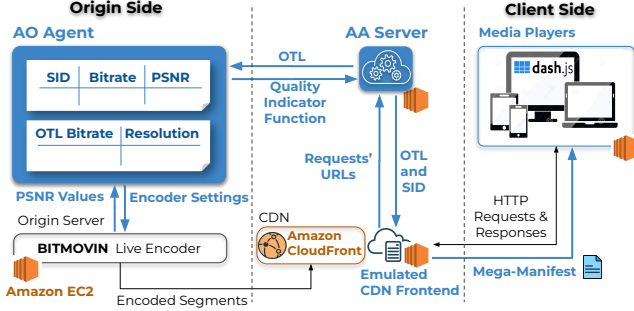 Origin Side
Client Side
AO Agent
AA Server
Media Players
SID Bitrate PSNR
OTL Bitrate Resolution
OTL
Quality
Indicator
Function
dash.js
Requests'
URLs
OTL
and
SID
PSNR Values
Encoder Settings
Origin Server
BITMOVIN Live Encoder
Amazon EC2
Encoded Segments
CDN
Amazon
CloudFront
Emulated
CDN Frontend
HTTP
Requests &
Responses
Mega-Manifest